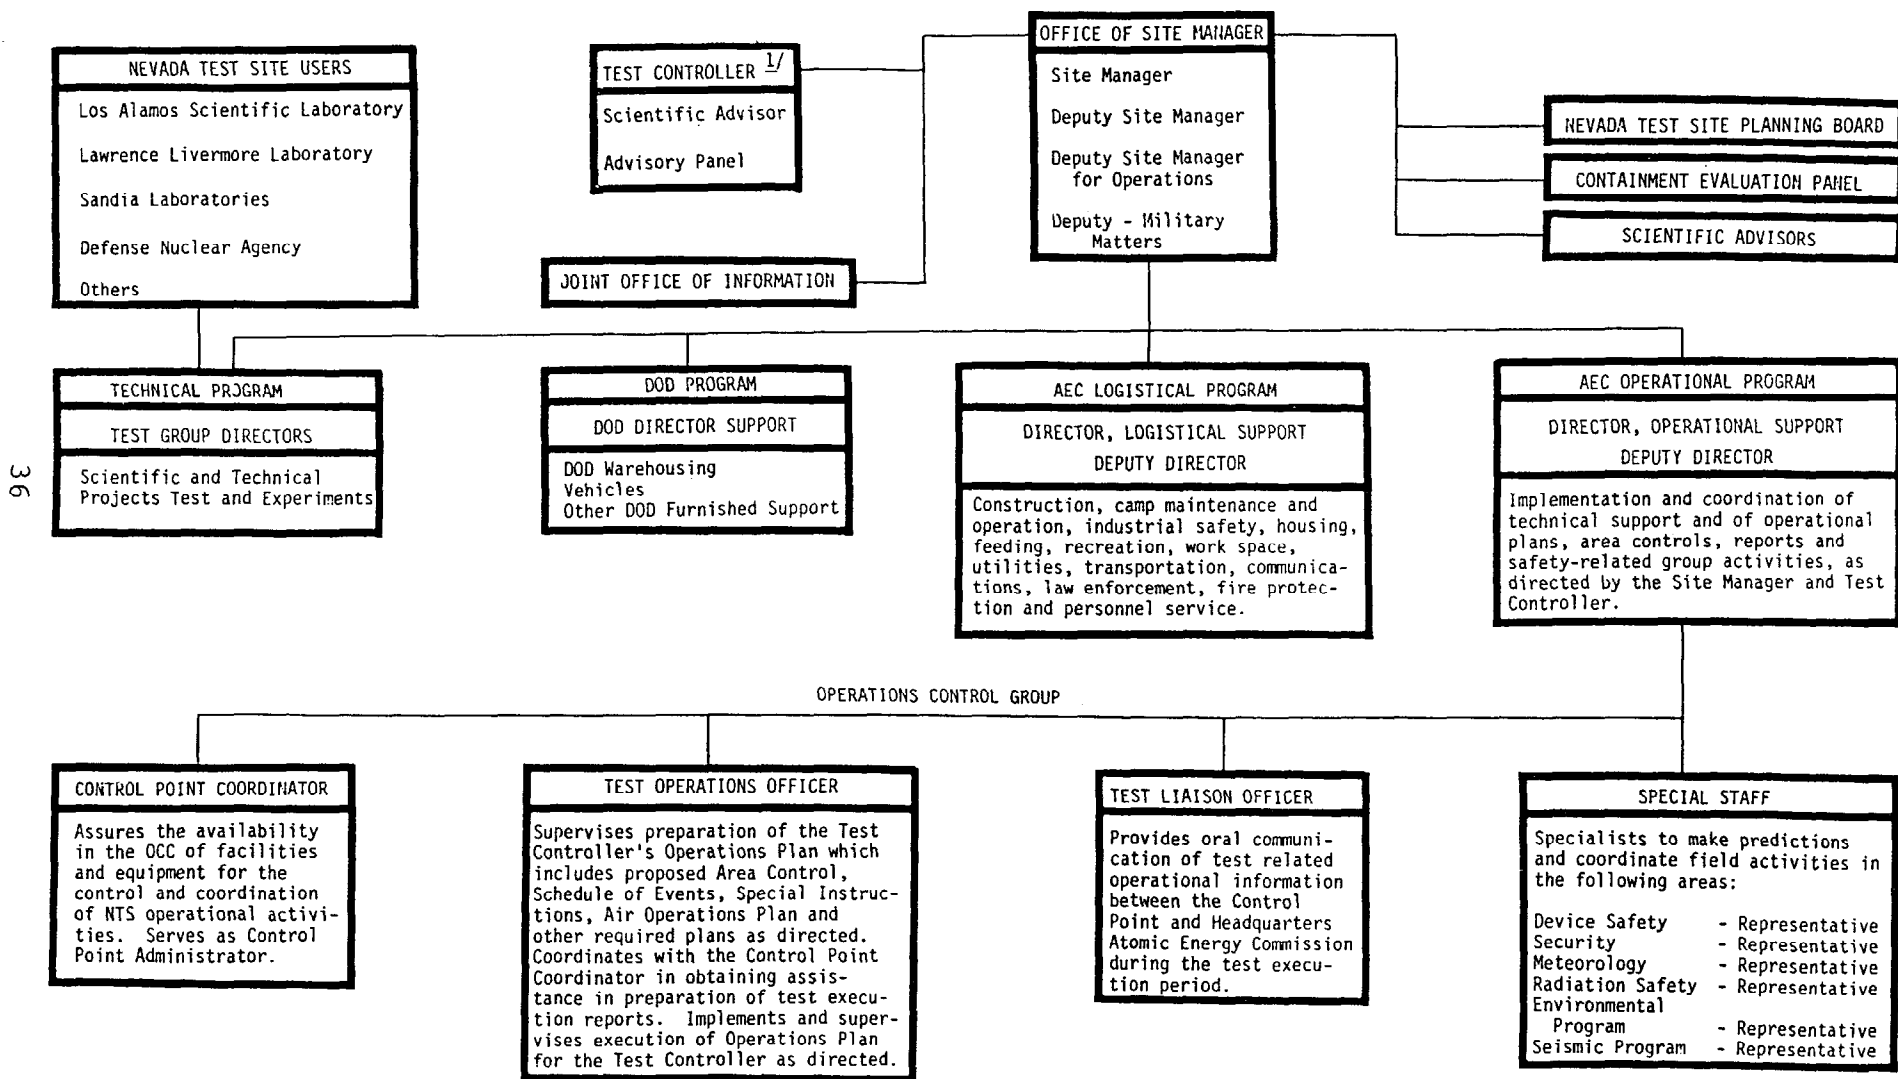 OFFICE OF SITE MANAGER
Site Manager
Deputy Site Manager
Deputy Site Manager
for Operations
Deputy - Military
Matters
NEVADA TEST SITE USERS
Los Alamos Scientific Laboratory
Lawrence Livermore Laboratory
Sandia Laboratories
Defense Nuclear Agency
Others
TEST CONTROLLER 1/
Scientific Advisor
Advisory Panel
JOINT OFFICE OF INFORMATION
NEVADA TEST SITE PLANNING BOARD
CONTAINMENT EVALUATION PANEL
SCIENTIFIC ADVISORS
TECHNICAL PROGRAM
TEST GROUP DIRECTORS
Scientific and Technical
Projects Test and Experiments
DOD PROGRAM
DOD DIRECTOR SUPPORT
DOD Warehousing
Vehicles
Other DOD Furnished Support
AEC LOGISTICAL PROGRAM
DIRECTOR, LOGISTICAL SUPPORT
DEPUTY DIRECTOR
Construction, camp maintenance and
operation, industrial safety, housing,
feeding, recreation, work space,
utilities, transportation, communica-
tions, law enforcement, fire protec-
tion and personnel service.
AEC OPERATIONAL PROGRAM
DIRECTOR, OPERATIONAL SUPPORT
DEPUTY DIRECTOR
Implementation and coordination of
technical support and of operational
plans, area controls, reports and
safety-related group activities, as
directed by the Site Manager and Test
Controller.
36
OPERATIONS CONTROL GROUP
CONTROL POINT COORDINATOR
Assures the availability
in the OCC of facilities
and equipment for the
control and coordination
of NTS operational activi-
ties. Serves as Control
Point Administrator.
TEST OPERATIONS OFFICER
Supervises preparation of the Test
Controller's Operations Plan which
includes proposed Area Control,
Schedule of Events, Special Instruc-
tions, Air Operations Plan and
other required plans as directed.
Coordinates with the Control Point
Coordinator in obtaining assis-
tance in preparation of test execu-
tion reports. Implements and super-
vises execution of Operations Plan
for the Test Controller as directed.
TEST LIAISON OFFICER
Provides oral communi-
cation of test related
operational information
between the Control
Point and Headquarters
Atomic Energy Commission
during the test execu-
tion period.
SPECIAL STAFF
Specialists to make predictions
and coordinate field activities in
the following areas:
Device Safety - Representative
Security - Representative
Meteorology - Representative
Radiation Safety - Representative
Environmental
Program - Representative
Seismic Program - Representative